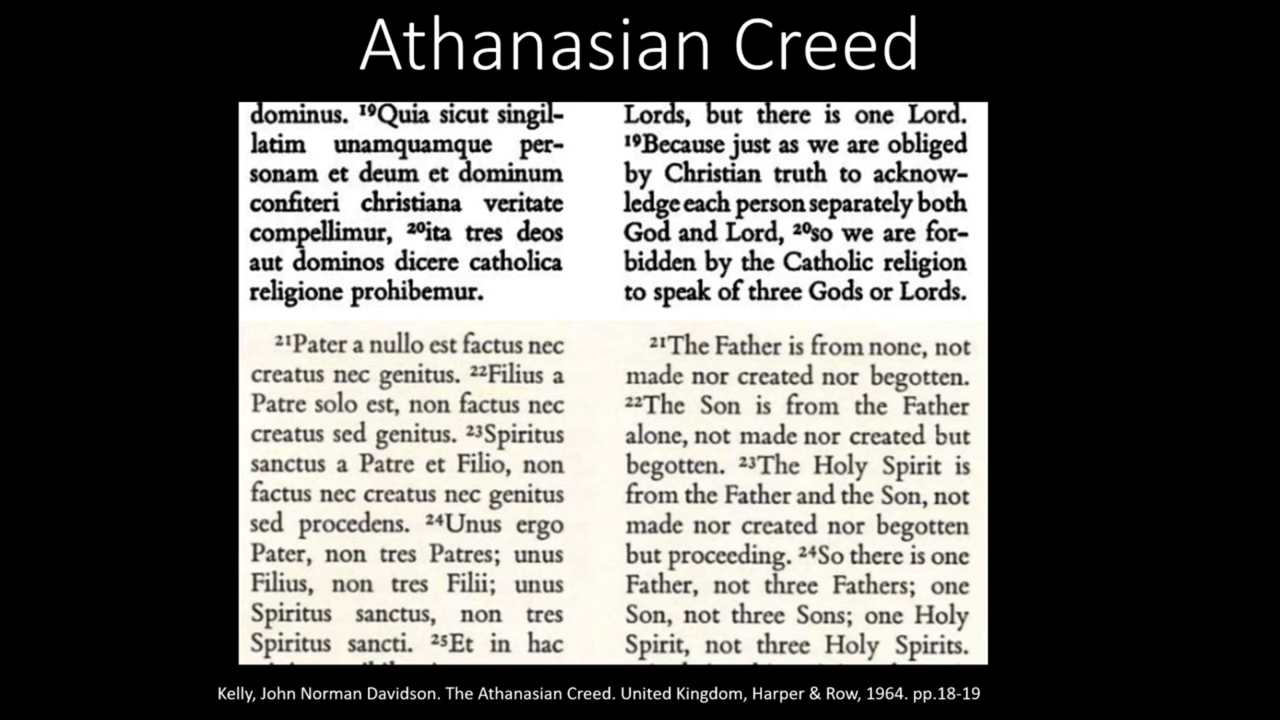 Athanasian Creed
dominus. ¹⁹Quia sicut singil-
latim unamquamque per-
sonam et deum et dominum
confiteri christiana veritate
compellimur, ²⁰ita tres deos
aut dominos dicere catholica
religione prohibemur.
²¹Pater a nullo est factus nec
creatus nec genitus. ²²Filius a
Patre solo est, non factus nec
creatus sed genitus. ²³Spiritus
sanctus a Patre et Filio, non
factus nec creatus nec genitus
sed procedens. ²⁴Unus ergo
Pater, non tres Patres; unus
Filius, non tres Filii; unus
Spiritus sanctus, non tres
Spiritus sancti. ²⁵Et in hac
Lords, but there is one Lord.
¹⁹Because just as we are obliged
by Christian truth to acknow-
ledge each person separately both
God and Lord, ²⁰so we are for-
bidden by the Catholic religion
to speak of three Gods or Lords.
²¹The Father is from none, not
made nor created nor begotten.
²²The Son is from the Father
alone, not made nor created but
begotten. ²³The Holy Spirit is
from the Father and the Son, not
made nor created nor begotten
but proceeding. ²⁴So there is one
Father, not three Fathers; one
Son, not three Sons; one Holy
Spirit, not three Holy Spirits.
Kelly, John Norman Davidson. The Athanasian Creed. United Kingdom, Harper & Row, 1964. pp.18-19